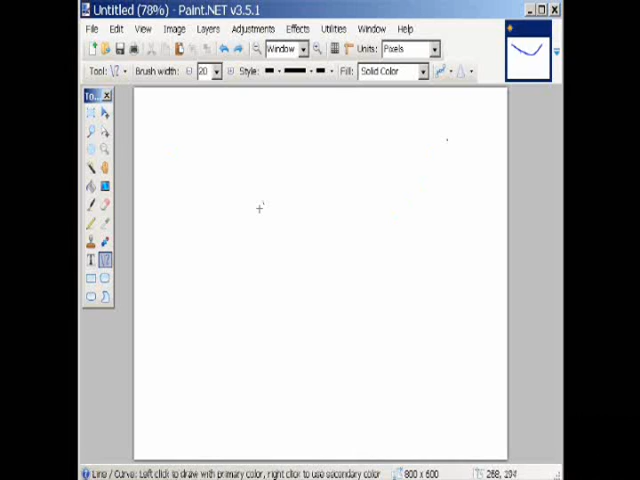 Untitled (78%) - Paint.NET v3.5.1
File Edit View Image Layers Adjustments Effects Utilities Window Help
Window Units: Pixels
Tool: Brush width: 20 Style: Fill: Solid Color
To...
T
Line / Curve: Left click to draw with primary color, right click to use secondary color 800 x 600 268, 294